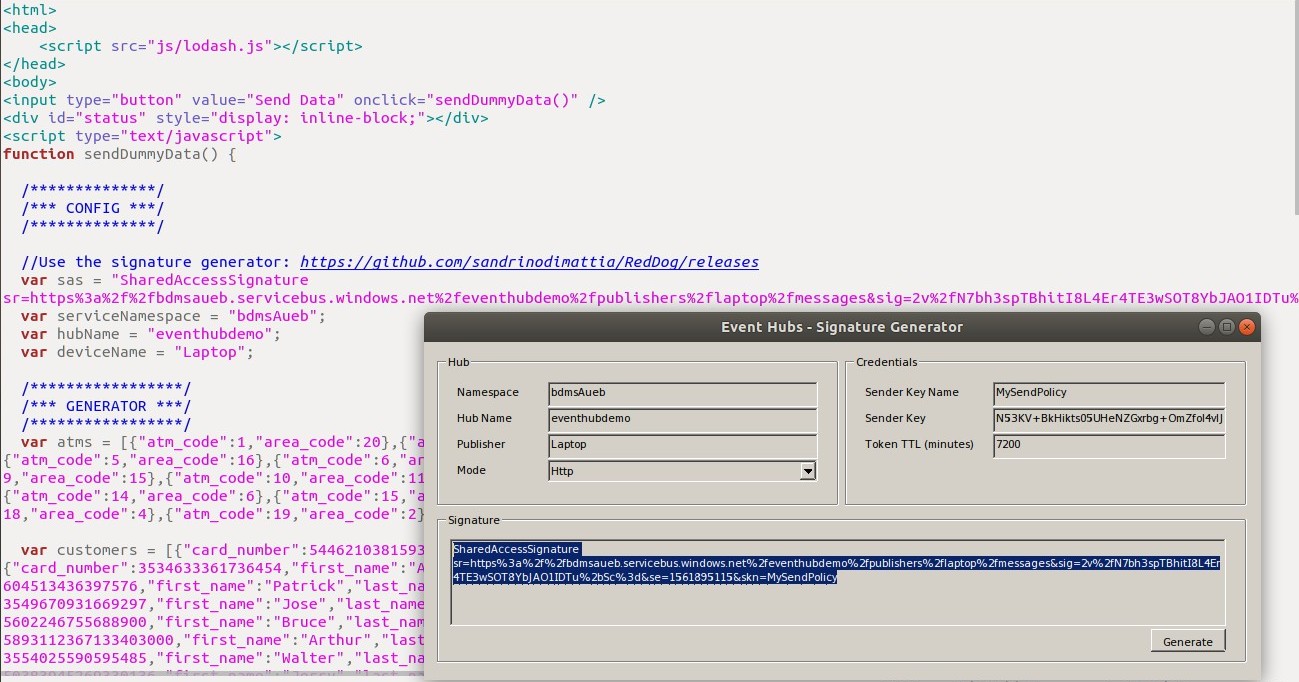 <html>
<head>
<script src="js/lodash.js"></script>
</head>
<body>
<input type="button" value="Send Data" onclick="sendDummyData()" />
<div id="status" style="display: inline-block;"></div>
<script type="text/javascript">
function sendDummyData() {
/**************/
/*** CONFIG ***/
/**************/
//Use the signature generator: https://github.com/sandrinodimattia/RedDog/releases
var sas = "SharedAccessSignature
sr=https%3a%2f%2fbdmsaueb.servicebus.windows.net%2feventhubdemo%2fpublishers%2flaptop%2fmessages&sig=2v%2fN7bh3spTBhitI8L4Er4TE3wSOT8YbJAO1IDTu%
var serviceNamespace = "bdmsAueb";
var hubName = "eventhubdemo";
var deviceName = "Laptop";
/*****************/
/*** GENERATOR ***/
/*****************/
var atms = [{"atm_code":1,"area_code":20},{"a
{"atm_code":5,"area_code":16},{"atm_code":6,"ar
9,"area_code":15},{"atm_code":10,"area_code":11
{"atm_code":14,"area_code":6},{"atm_code":15,"a
18,"area_code":4},{"atm_code":19,"area_code":2}
var customers = [{"card_number":5446210381593
{"card_number":3534633361736454,"first_name":"A
604513436397576,"first_name":"Patrick","last_na
3549670931669297,"first_name":"Jose","last_name
5602246755688900,"first_name":"Bruce","last_nam
5893112367133403000,"first_name":"Arthur","last
3554025590595485,"first_name":"Walter","last_na
Event Hubs - Signature Generator
Hub
Namespace bdmsAueb
Hub Name eventhubdemo
Publisher Laptop
Mode Http
Credentials
Sender Key Name MySendPolicy
Sender Key N53KV+BkHikts05UHeNZGxrbg+OmZfoI4vIJ
Token TTL (minutes) 7200
Signature
SharedAccessSignature
sr=https%3a%2f%2fbdmsaueb.servicebus.windows.net%2feventhubdemo%2fpublishers%2flaptop%2fmessages&sig=2v%2fN7bh3spTBhitI8L4Er
4TE3wSOT8YbJAO1IDTu%2bSc%3d&se=1561895115&skn=MySendPolicy
Generate